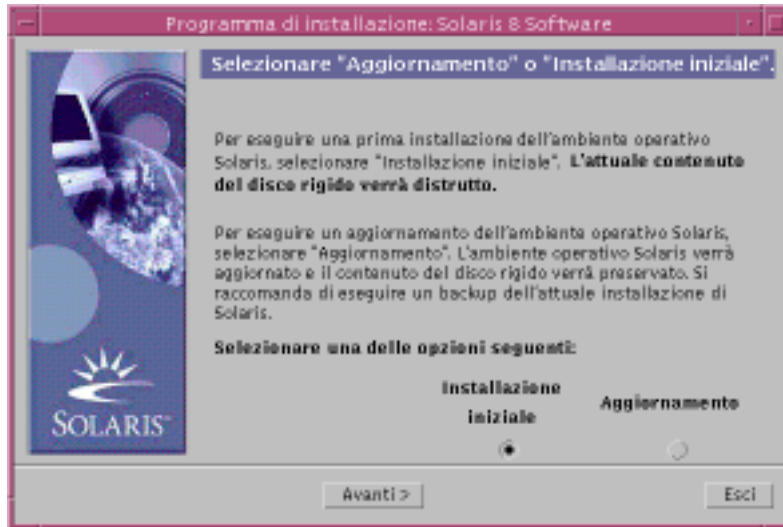 Programma di installazione: Solaris 8 Software
Selezionare "Aggiornamento" o "Installazione iniziale".
Per eseguire una prima installazione dell'ambiente operativo
Solaris, selezionare "Installazione iniziale". L'attuale contenuto
del disco rigido verrà distrutto.
Per eseguire un aggiornamento dell'ambiente operativo Solaris,
selezionare "Aggiornamento". L'ambiente operativo Solaris verrà
aggiornato e il contenuto del disco rigido verrà preservato. Si
raccomanda di eseguire un backup dell'attuale installazione di
Solaris.
Selezionare una delle opzioni seguenti:
Installazione
iniziale
Aggiornamento
SOLARIS™
Avanti >
Esci